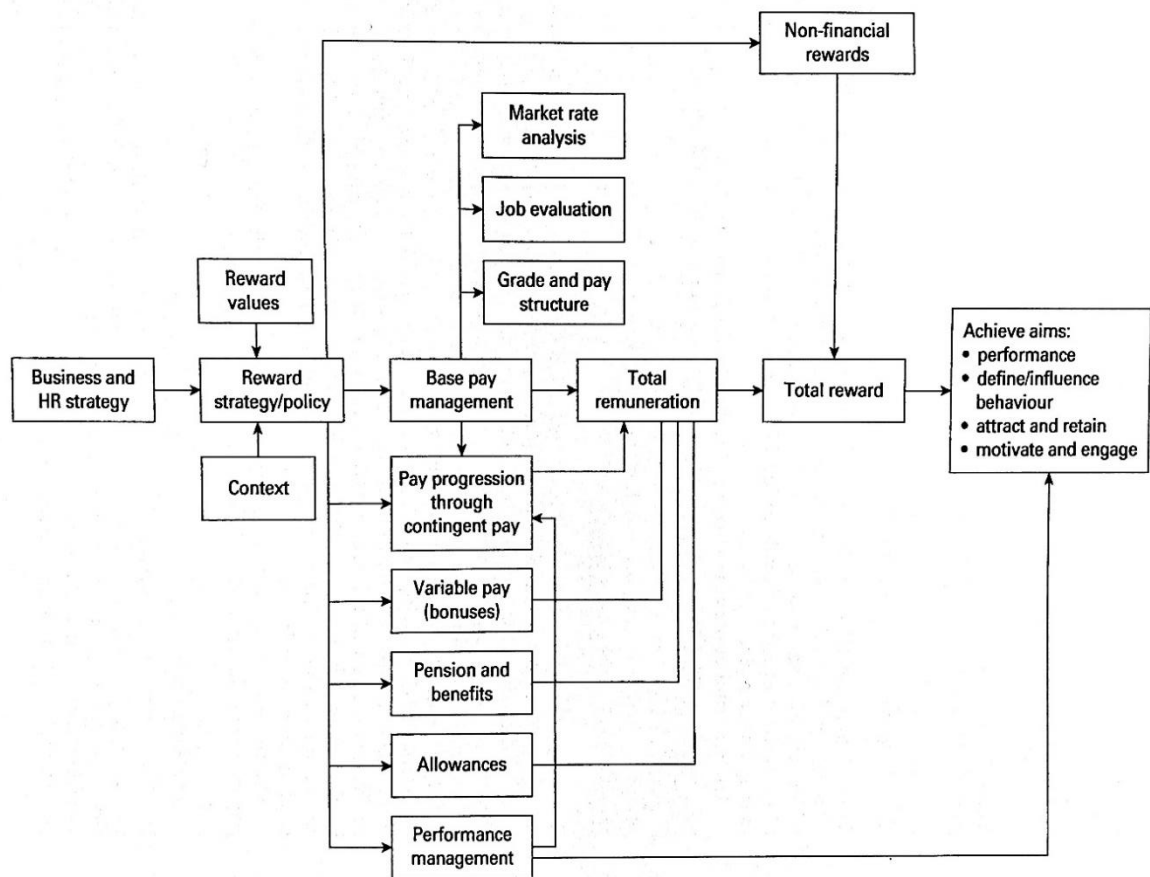 Non-financial
rewards
Market rate
analysis
Job evaluation
Grade and pay
structure
Reward
values
Business and
HR strategy
Reward
strategy/policy
Base pay
management
Total
remuneration
Total reward
Achieve aims:
• performance
• define/influence
behaviour
• attract and retain
• motivate and engage
Context
Pay progression
through
contingent pay
Variable pay
(bonuses)
Pension and
benefits
Allowances
Performance
management